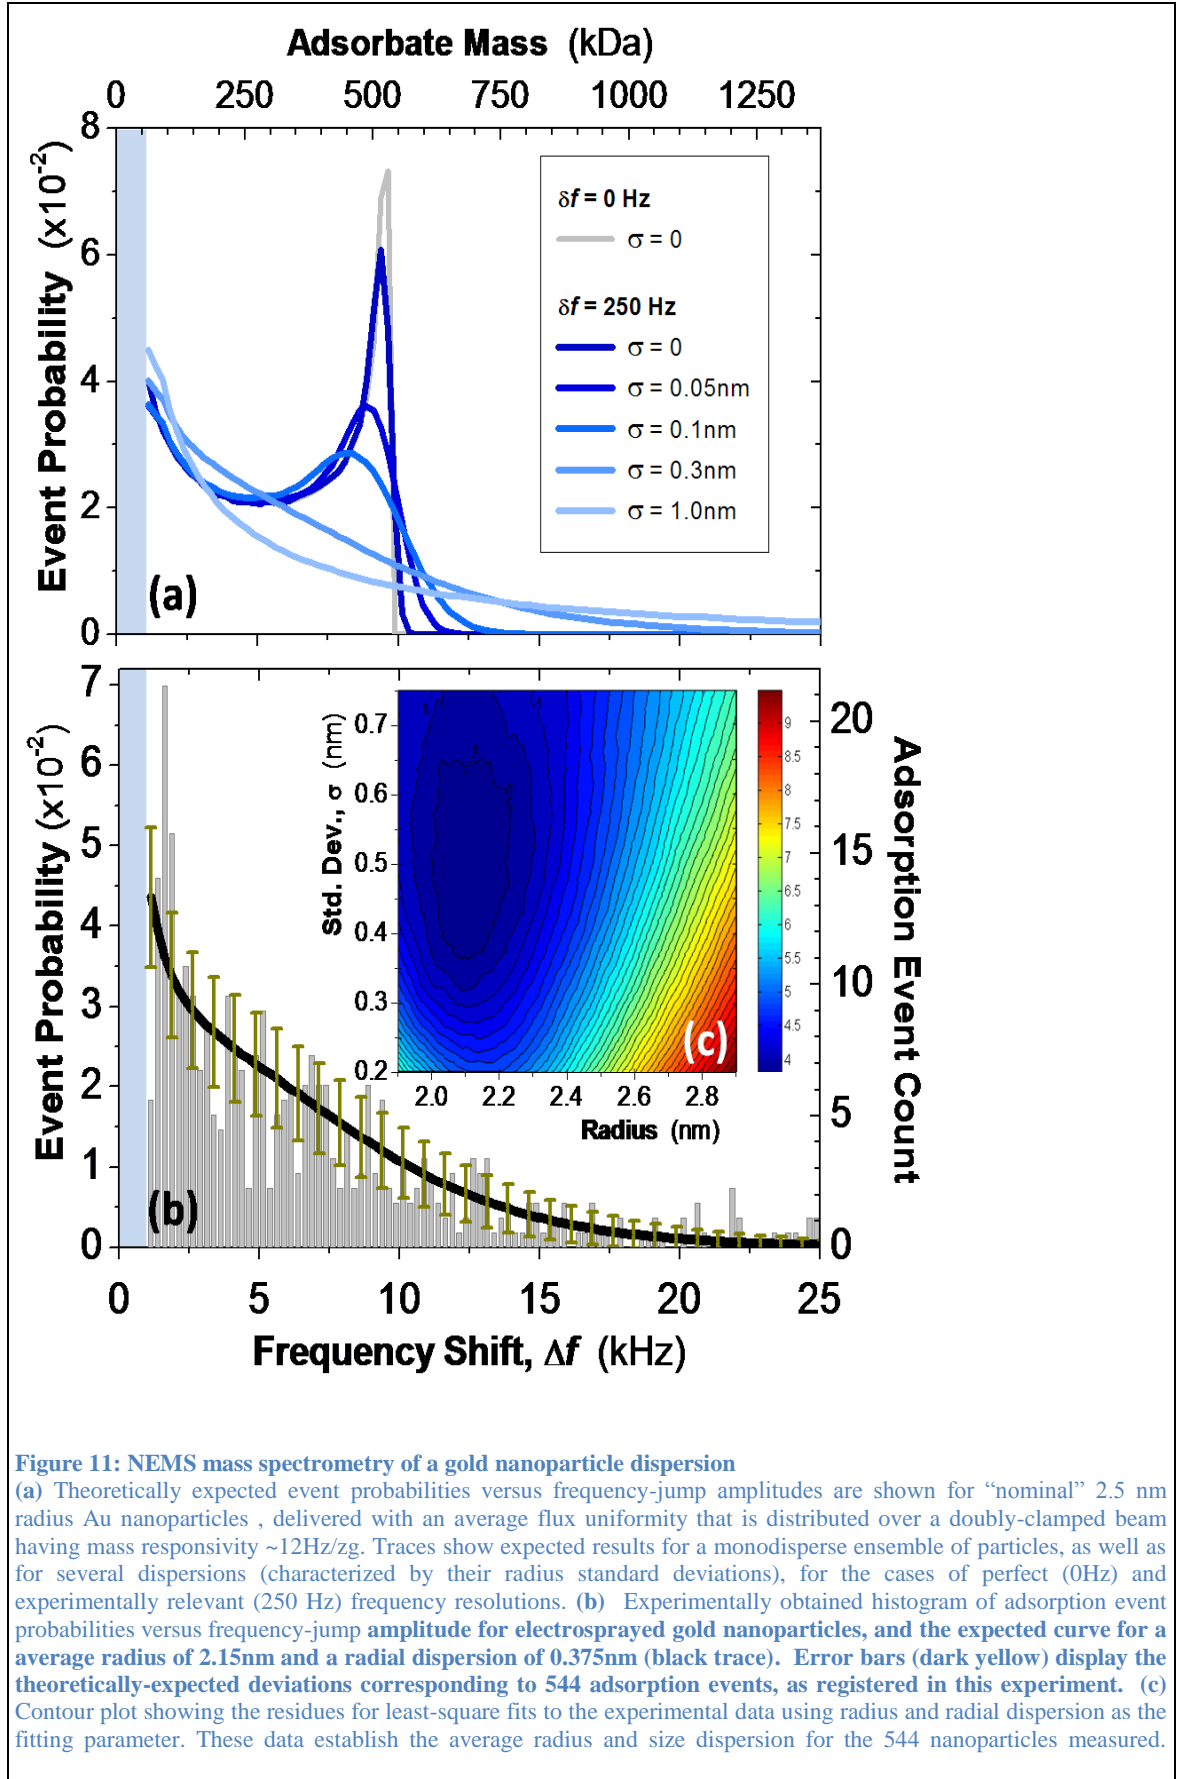 Adsorbate Mass (kDa)
0 250 500 750 1000 1250
Event Probability (x10-2)
8
6
4
2
0
δf = 0 Hz
σ = 0
δf = 250 Hz
σ = 0
σ = 0.05nm
σ = 0.1nm
σ = 0.3nm
σ = 1.0nm
(a)
Event Probability (x10-2)
7
6
5
4
3
2
1
0
Std. Dev., σ (nm)
0.7
0.6
0.5
0.4
0.3
0.2
2.0 2.2 2.4 2.6 2.8
Radius (nm)
(c)
9
8.5
8
7.5
7
6.5
6
5.5
5
4.5
4
20
15
10
5
0
Adsorption Event Count
(b)
0 5 10 15 20 25
Frequency Shift, Δf (kHz)
Figure 11: NEMS mass spectrometry of a gold nanoparticle dispersion
(a) Theoretically expected event probabilities versus frequency-jump amplitudes are shown for “nominal” 2.5 nm
radius Au nanoparticles , delivered with an average flux uniformity that is distributed over a doubly-clamped beam
having mass responsivity ~12Hz/zg. Traces show expected results for a monodisperse ensemble of particles, as well as
for several dispersions (characterized by their radius standard deviations), for the cases of perfect (0Hz) and
experimentally relevant (250 Hz) frequency resolutions. (b) Experimentally obtained histogram of adsorption event
probabilities versus frequency-jump amplitude for electrosprayed gold nanoparticles, and the expected curve for a
average radius of 2.15nm and a radial dispersion of 0.375nm (black trace). Error bars (dark yellow) display the
theoretically-expected deviations corresponding to 544 adsorption events, as registered in this experiment. (c)
Contour plot showing the residues for least-square fits to the experimental data using radius and radial dispersion as the
fitting parameter. These data establish the average radius and size dispersion for the 544 nanoparticles measured.